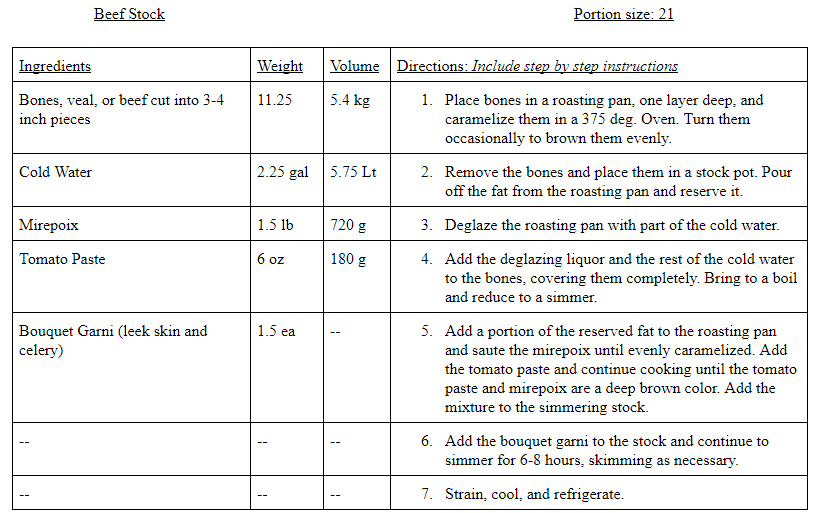 Beef Stock
Portion size: 21
Ingredients
Weight
Volume
Directions: Include step by step instructions
Bones, veal, or beef cut into 3-4
inch pieces
11.25
5.4 kg
1. Place bones in a roasting pan, one layer deep, and
caramelize them in a 375 deg. Oven. Turn them
occasionally to brown them evenly.
Cold Water
2.25 gal
5.75 Lt
2. Remove the bones and place them in a stock pot. Pour
off the fat from the roasting pan and reserve it.
Mirepoix
1.5 lb
720 g
3. Deglaze the roasting pan with part of the cold water.
Tomato Paste
6 oz
180 g
4. Add the deglazing liquor and the rest of the cold water
to the bones, covering them completely. Bring to a boil
and reduce to a simmer.
Bouquet Garni (leek skin and
celery)
1.5 ea
--
5. Add a portion of the reserved fat to the roasting pan
and saute the mirepoix until evenly caramelized. Add
the tomato paste and continue cooking until the tomato
paste and mirepoix are a deep brown color. Add the
mixture to the simmering stock.
--
--
--
6. Add the bouquet garni to the stock and continue to
simmer for 6-8 hours, skimming as necessary.
--
--
--
7. Strain, cool, and refrigerate.